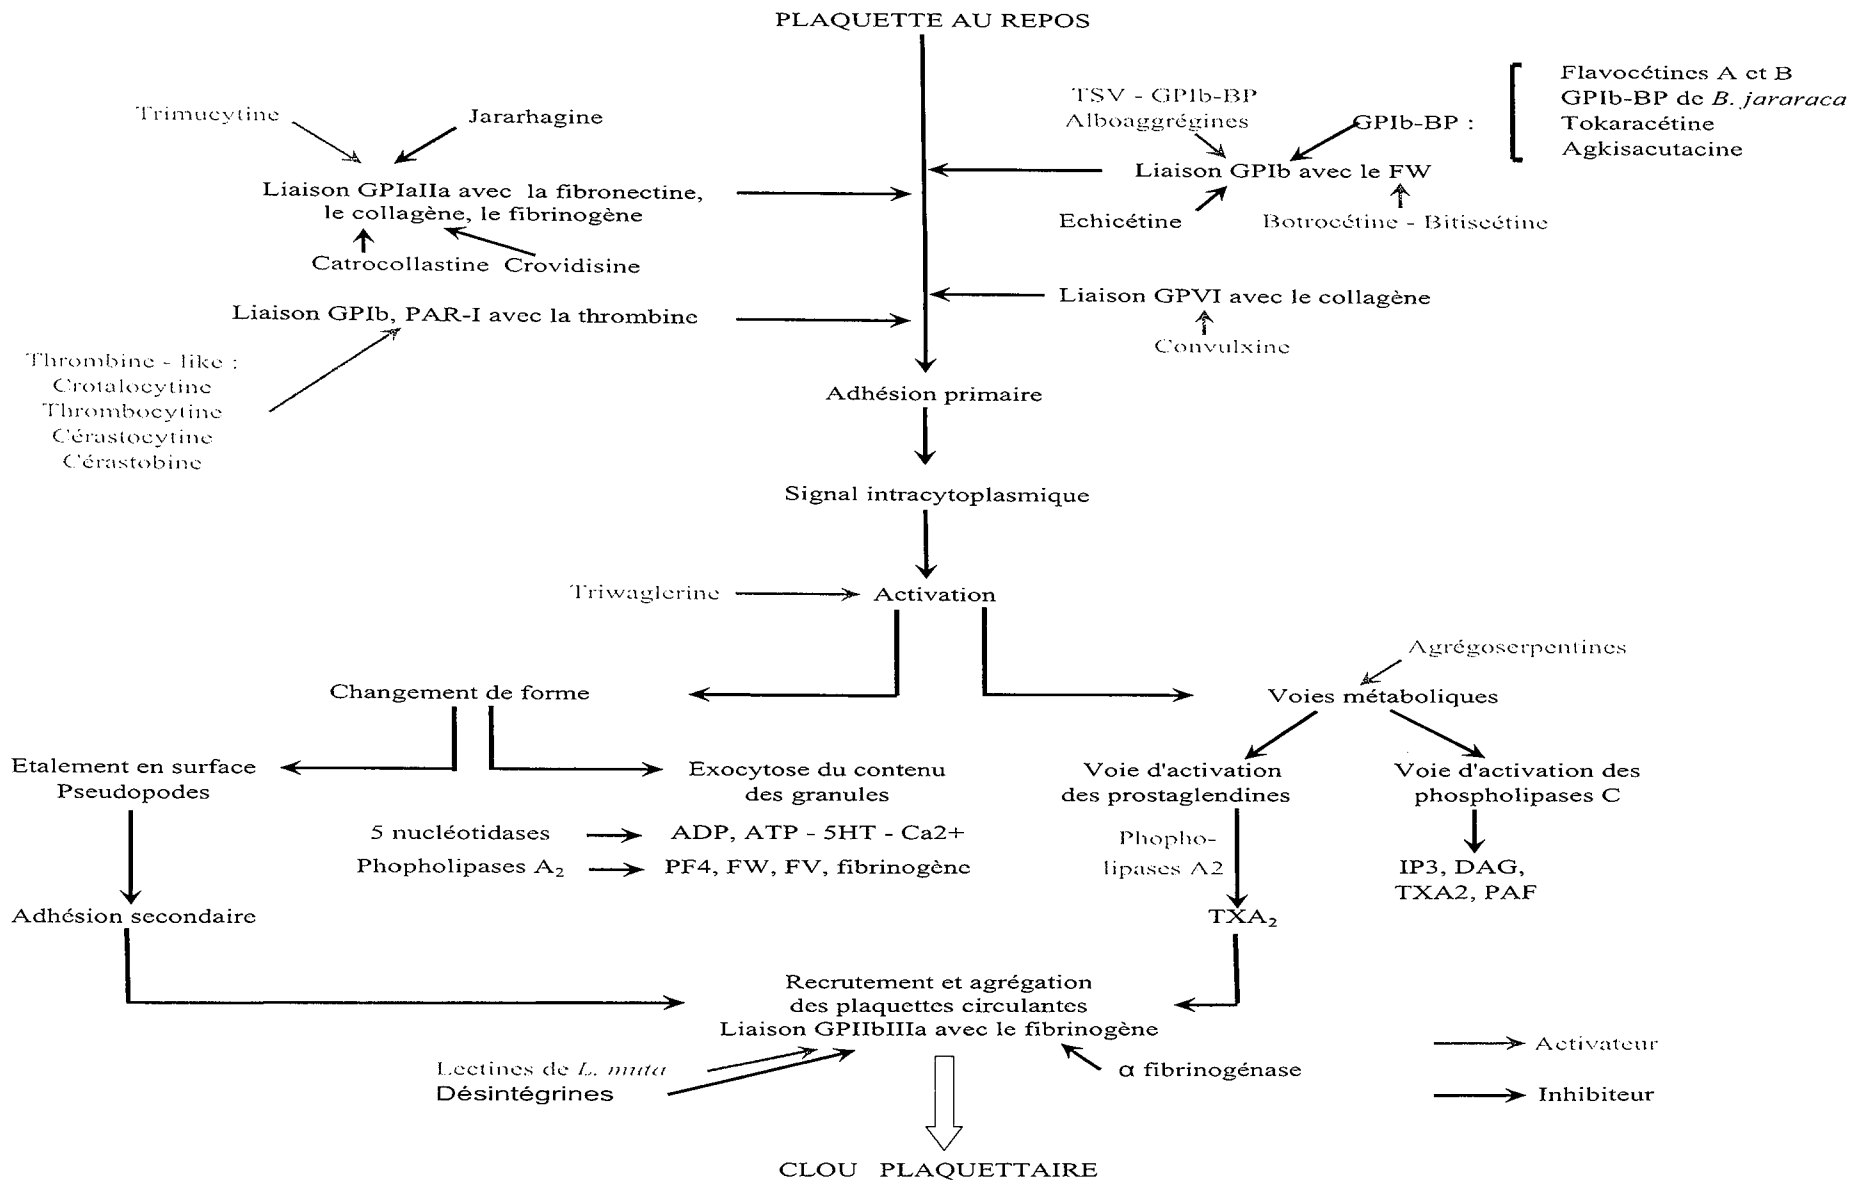 PLAQUETTE AU REPOS
Trimucytine
Jararhagine
Liaison GPIaIIa avec la fibronectine,
le collagène, le fibrinogène
Catrocollastine Crovidisine
TSV - GPIb-BP
Alboaggrégines
GPIb-BP :
Flavocétines A et B
GPIb-BP de B. jararaca
Tokaracétine
Agkisacutacine
Liaison GPIb avec le FW
Echicétine
Botrocétine - Bitiscétine
Liaison GPIb, PAR-I avec la thrombine
Thrombine - like :
Crotalocytine
Thrombocytine
Cérastocytine
Cérastobine
Liaison GPVI avec le collagène
Convulxine
Adhésion primaire
Signal intracytoplasmique
Triwaglerine
Activation
Agrégoserpentines
Changement de forme
Voies métaboliques
Etalement en surface
Pseudopodes
Exocytose du contenu
des granules
Voie d'activation
des prostaglendines
Voie d'activation des
phospholipases C
5 nucléotidases
ADP, ATP - 5HT - Ca2+
Phopholipases A₂
PF4, FW, FV, fibrinogène
Phopho-
lipases A2
IP3, DAG,
TXA2, PAF
Adhésion secondaire
TXA₂
Recrutement et agrégation
des plaquettes circulantes
Liaison GPIIbIIIa avec le fibrinogène
Lectines de L. muta
Désintégrines
α fibrinogénase
Activateur
Inhibiteur
CLOU PLAQUETTAIRE